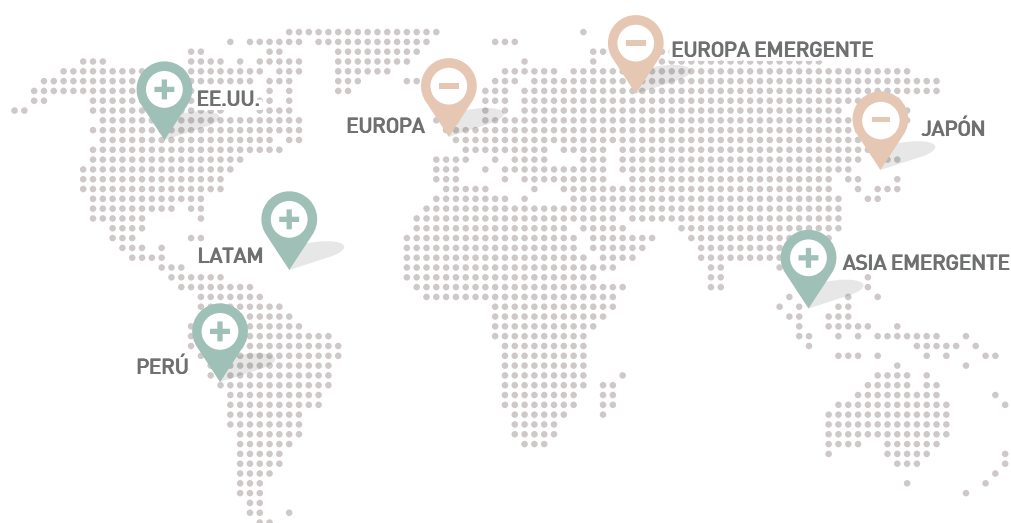 EUROPA EMERGENTE
EE.UU.
EUROPA
JAPÓN
LATAM
ASIA EMERGENTE
PERÚ